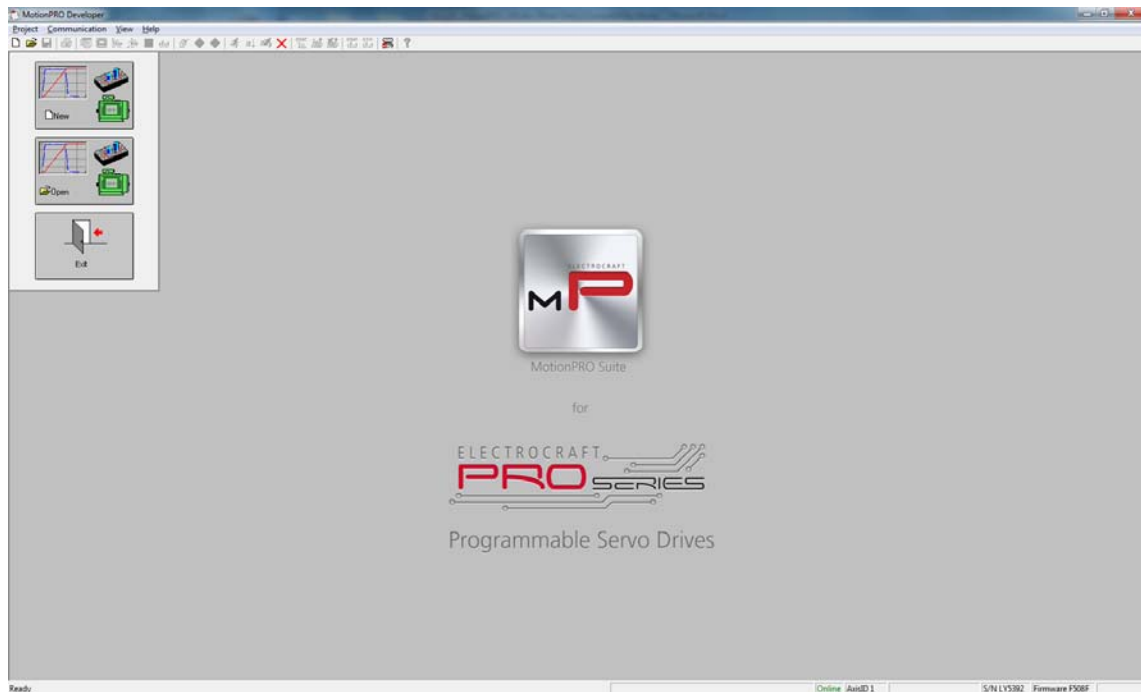 MotionPRO Developer
Project Communication View Help
New
Open
Exit
ELECTROCRAFT
MP
MotionPRO Suite
for
ELECTROCRAFT
PRO SERIES
Programmable Servo Drives
Ready Online AxisID 1 S/N LY5392 Firmware F508F